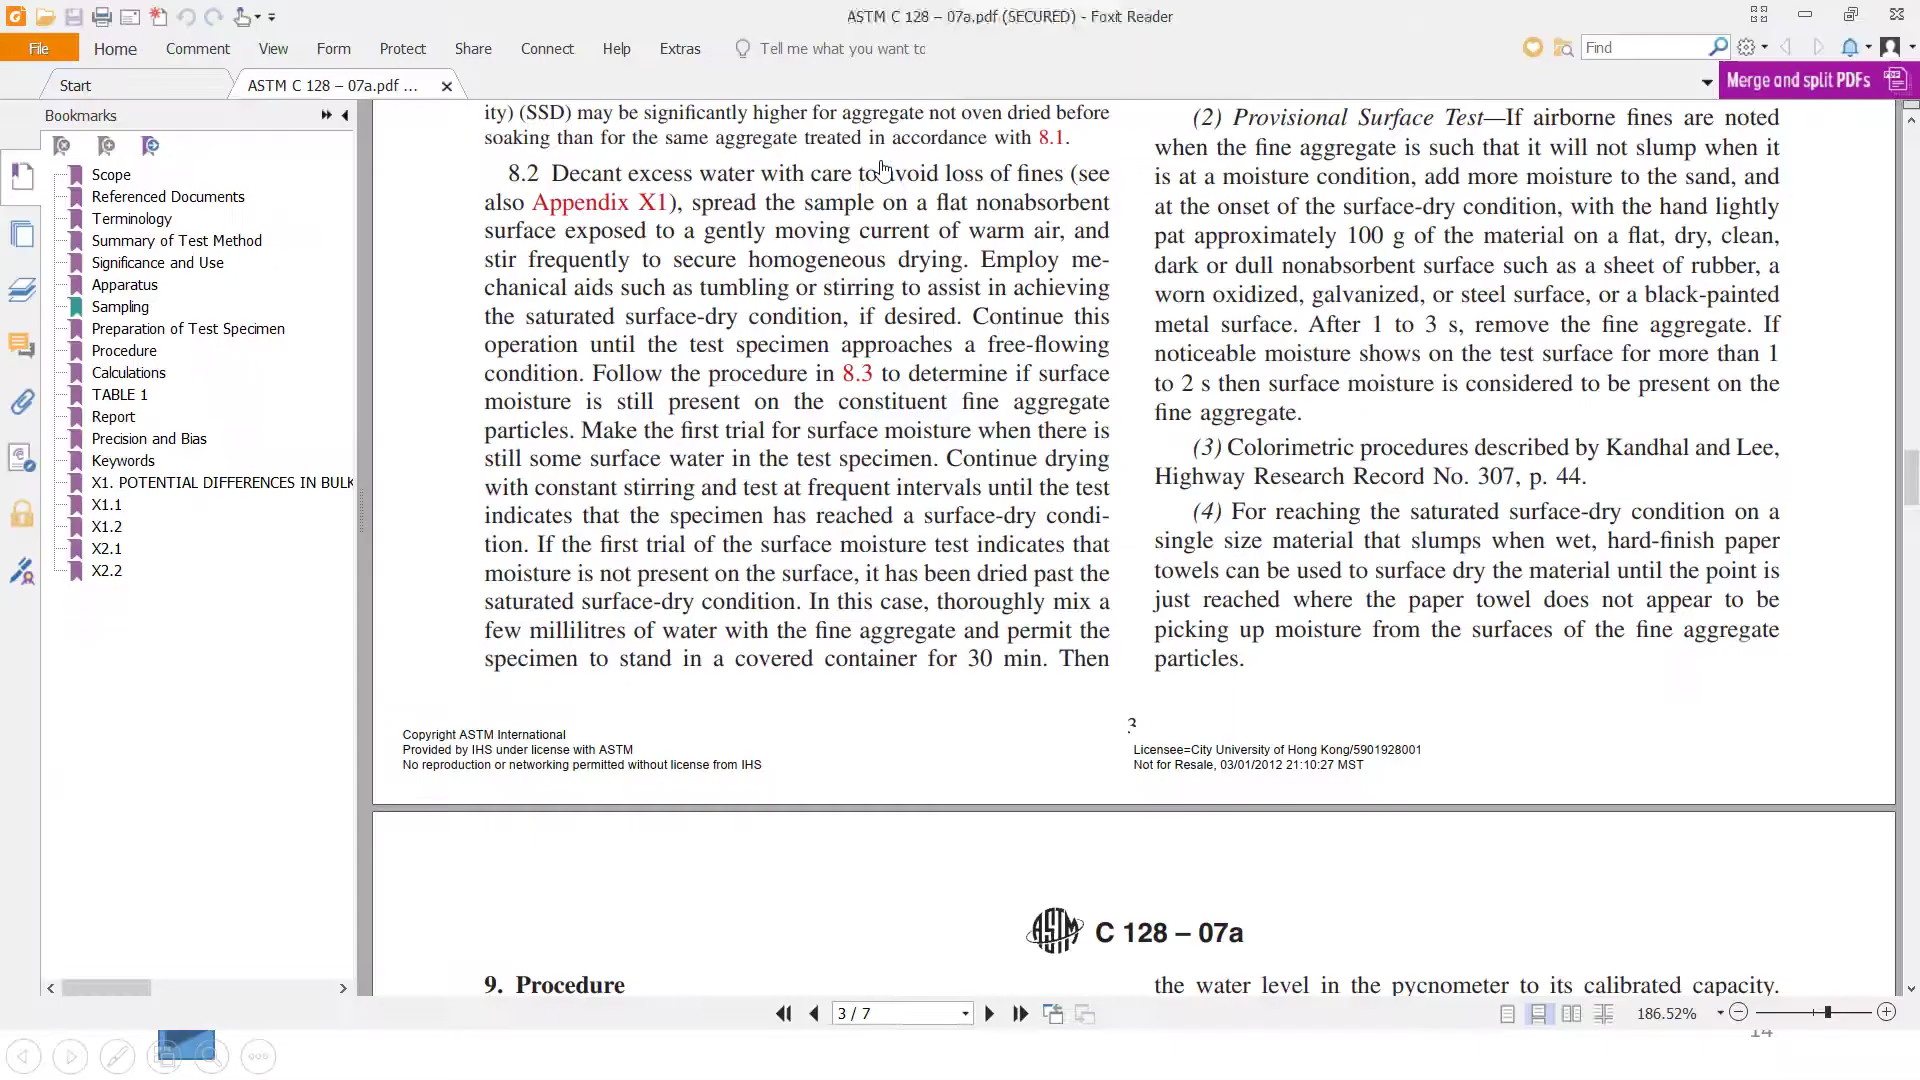 ASTM C 128 – 07a.pdf (SECURED) - Foxit Reader
File Home Comment View Form Protect Share Connect Help Extras Tell me what you want to Find
Start ASTM C 128 – 07a.pdf ... Merge and split PDFs
Bookmarks
Scope
Referenced Documents
Terminology
Summary of Test Method
Significance and Use
Apparatus
Sampling
Preparation of Test Specimen
Procedure
Calculations
TABLE 1
Report
Precision and Bias
Keywords
X1. POTENTIAL DIFFERENCES IN BULK
X1.1
X1.2
X2.1
X2.2
ity) (SSD) may be significantly higher for aggregate not oven dried before
soaking than for the same aggregate treated in accordance with 8.1.
8.2 Decant excess water with care to avoid loss of fines (see
also Appendix X1), spread the sample on a flat nonabsorbent
surface exposed to a gently moving current of warm air, and
stir frequently to secure homogeneous drying. Employ me-
chanical aids such as tumbling or stirring to assist in achieving
the saturated surface-dry condition, if desired. Continue this
operation until the test specimen approaches a free-flowing
condition. Follow the procedure in 8.3 to determine if surface
moisture is still present on the constituent fine aggregate
particles. Make the first trial for surface moisture when there is
still some surface water in the test specimen. Continue drying
with constant stirring and test at frequent intervals until the test
indicates that the specimen has reached a surface-dry condi-
tion. If the first trial of the surface moisture test indicates that
moisture is not present on the surface, it has been dried past the
saturated surface-dry condition. In this case, thoroughly mix a
few millilitres of water with the fine aggregate and permit the
specimen to stand in a covered container for 30 min. Then
(2) Provisional Surface Test—If airborne fines are noted
when the fine aggregate is such that it will not slump when it
is at a moisture condition, add more moisture to the sand, and
at the onset of the surface-dry condition, with the hand lightly
pat approximately 100 g of the material on a flat, dry, clean,
dark or dull nonabsorbent surface such as a sheet of rubber, a
worn oxidized, galvanized, or steel surface, or a black-painted
metal surface. After 1 to 3 s, remove the fine aggregate. If
noticeable moisture shows on the test surface for more than 1
to 2 s then surface moisture is considered to be present on the
fine aggregate.
(3) Colorimetric procedures described by Kandhal and Lee,
Highway Research Record No. 307, p. 44.
(4) For reaching the saturated surface-dry condition on a
single size material that slumps when wet, hard-finish paper
towels can be used to surface dry the material until the point is
just reached where the paper towel does not appear to be
picking up moisture from the surfaces of the fine aggregate
particles.
3
Copyright ASTM International
Provided by IHS under license with ASTM
No reproduction or networking permitted without license from IHS
Licensee=City University of Hong Kong/5901928001
Not for Resale, 03/01/2012 21:10:27 MST
ASTM C 128 – 07a
9. Procedure
the water level in the pycnometer to its calibrated capacity.
3 / 7 186.52%
14